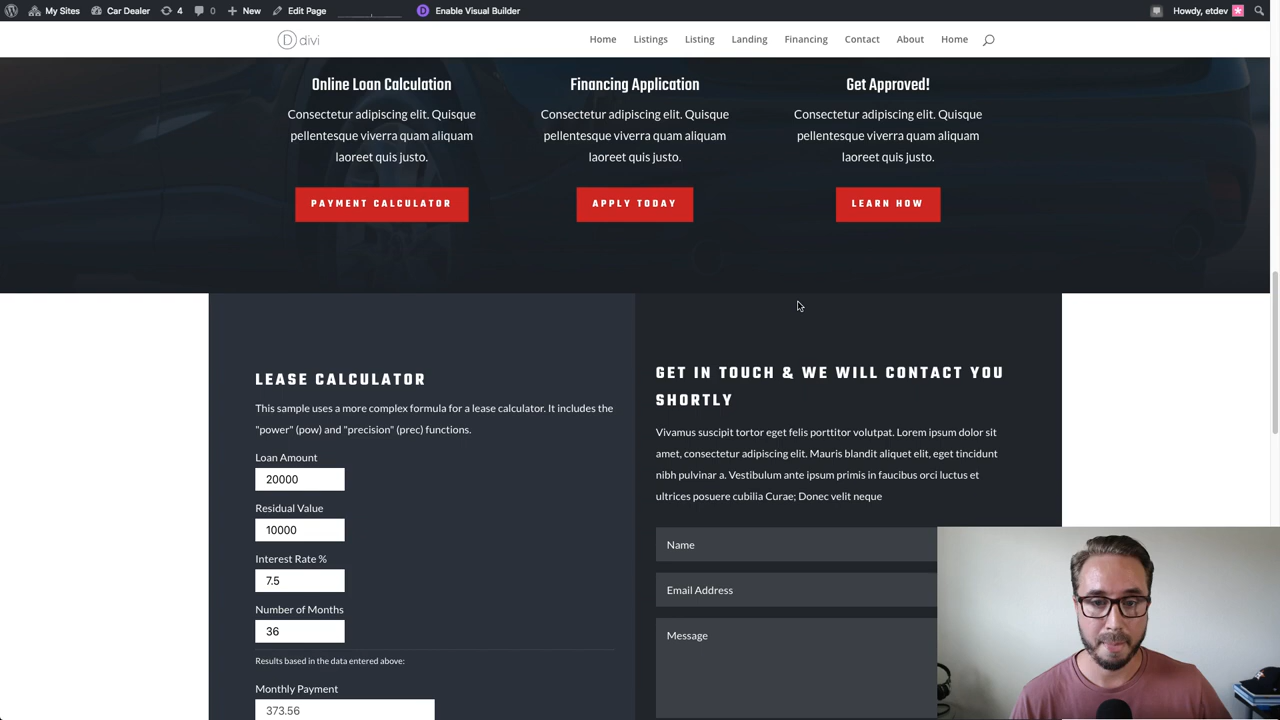 My Sites
Car Dealer
4
0
New
Edit Page
D
Enable Visual Builder
Howdy, etdev
D divi
Home
Listings
Listing
Landing
Financing
Contact
About
Home
Online Loan Calculation
Consectetur adipiscing elit. Quisque
pellentesque viverra quam aliquam
laoreet quis justo.
PAYMENT CALCULATOR
Financing Application
Consectetur adipiscing elit. Quisque
pellentesque viverra quam aliquam
laoreet quis justo.
APPLY TODAY
Get Approved!
Consectetur adipiscing elit. Quisque
pellentesque viverra quam aliquam
laoreet quis justo.
LEARN HOW
LEASE CALCULATOR
This sample uses a more complex formula for a lease calculator. It includes the
"power" (pow) and "precision" (prec) functions.
Loan Amount
20000
Residual Value
10000
Interest Rate %
7.5
Number of Months
36
Results based in the data entered above:
Monthly Payment
373.56
GET IN TOUCH & WE WILL CONTACT YOU
SHORTLY
Vivamus suscipit tortor eget felis porttitor volutpat. Lorem ipsum dolor sit
amet, consectetur adipiscing elit. Mauris blandit aliquet elit, eget tincidunt
nibh pulvinar a. Vestibulum ante ipsum primis in faucibus orci luctus et
ultrices posuere cubilia Curae; Donec velit neque
Name
Email Address
Message